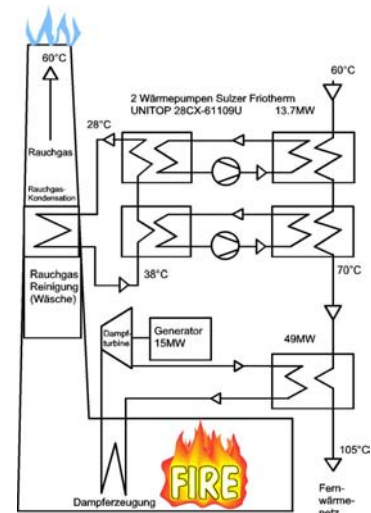 60°C
60°C
2 Wärmepumpen Sulzer Friotherm
UNITOP 28CX-61109U 13.7MW
28°C
Rauchgas
Rauchgas-
Kondensation
Rauchgas
Reinigung
(Wäsche)
38°C
70°C
Dampf-
turbine
Generator
15MW
49MW
FIRE
105°C
Dampferzeugung
Fern-
wärme-
netz